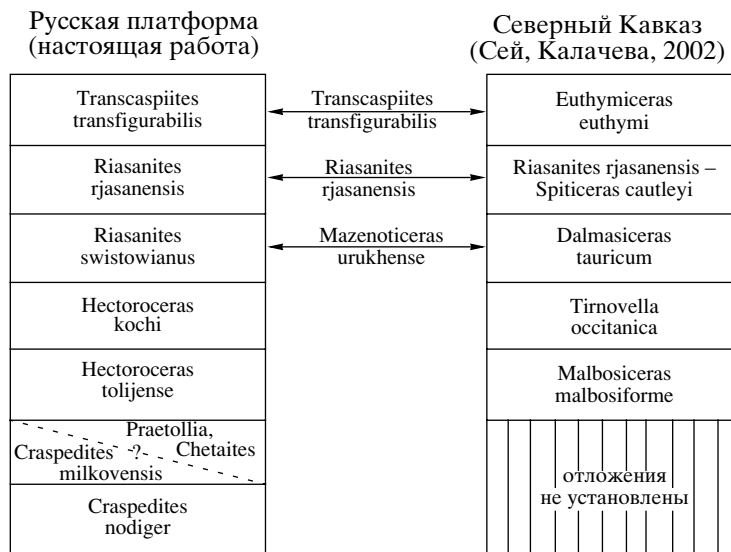 Русская платформа
(настоящая работа)
Северный Кавказ
(Сей, Калачева, 2002)
Transcaspiites
transfigurabilis
Transcaspiites
transfigurabilis
Euthymiceras
euthymi
Riasanites
rjasanensis
Riasanites
rjasanensis
Riasanites rjasanensis –
Spiticeras cautleyi
Riasanites
swistowianus
Mazenoticeras
urukhense
Dalmasiceras
tauricum
Hectoroceras
kochi
Tirnovella
occitanica
Hectoroceras
tolijense
Malbosiceras
malbosiforme
Praetollia,
Chetaites
?
Craspedites
milkovensis
отложения
не установлены
Craspedites
nodiger